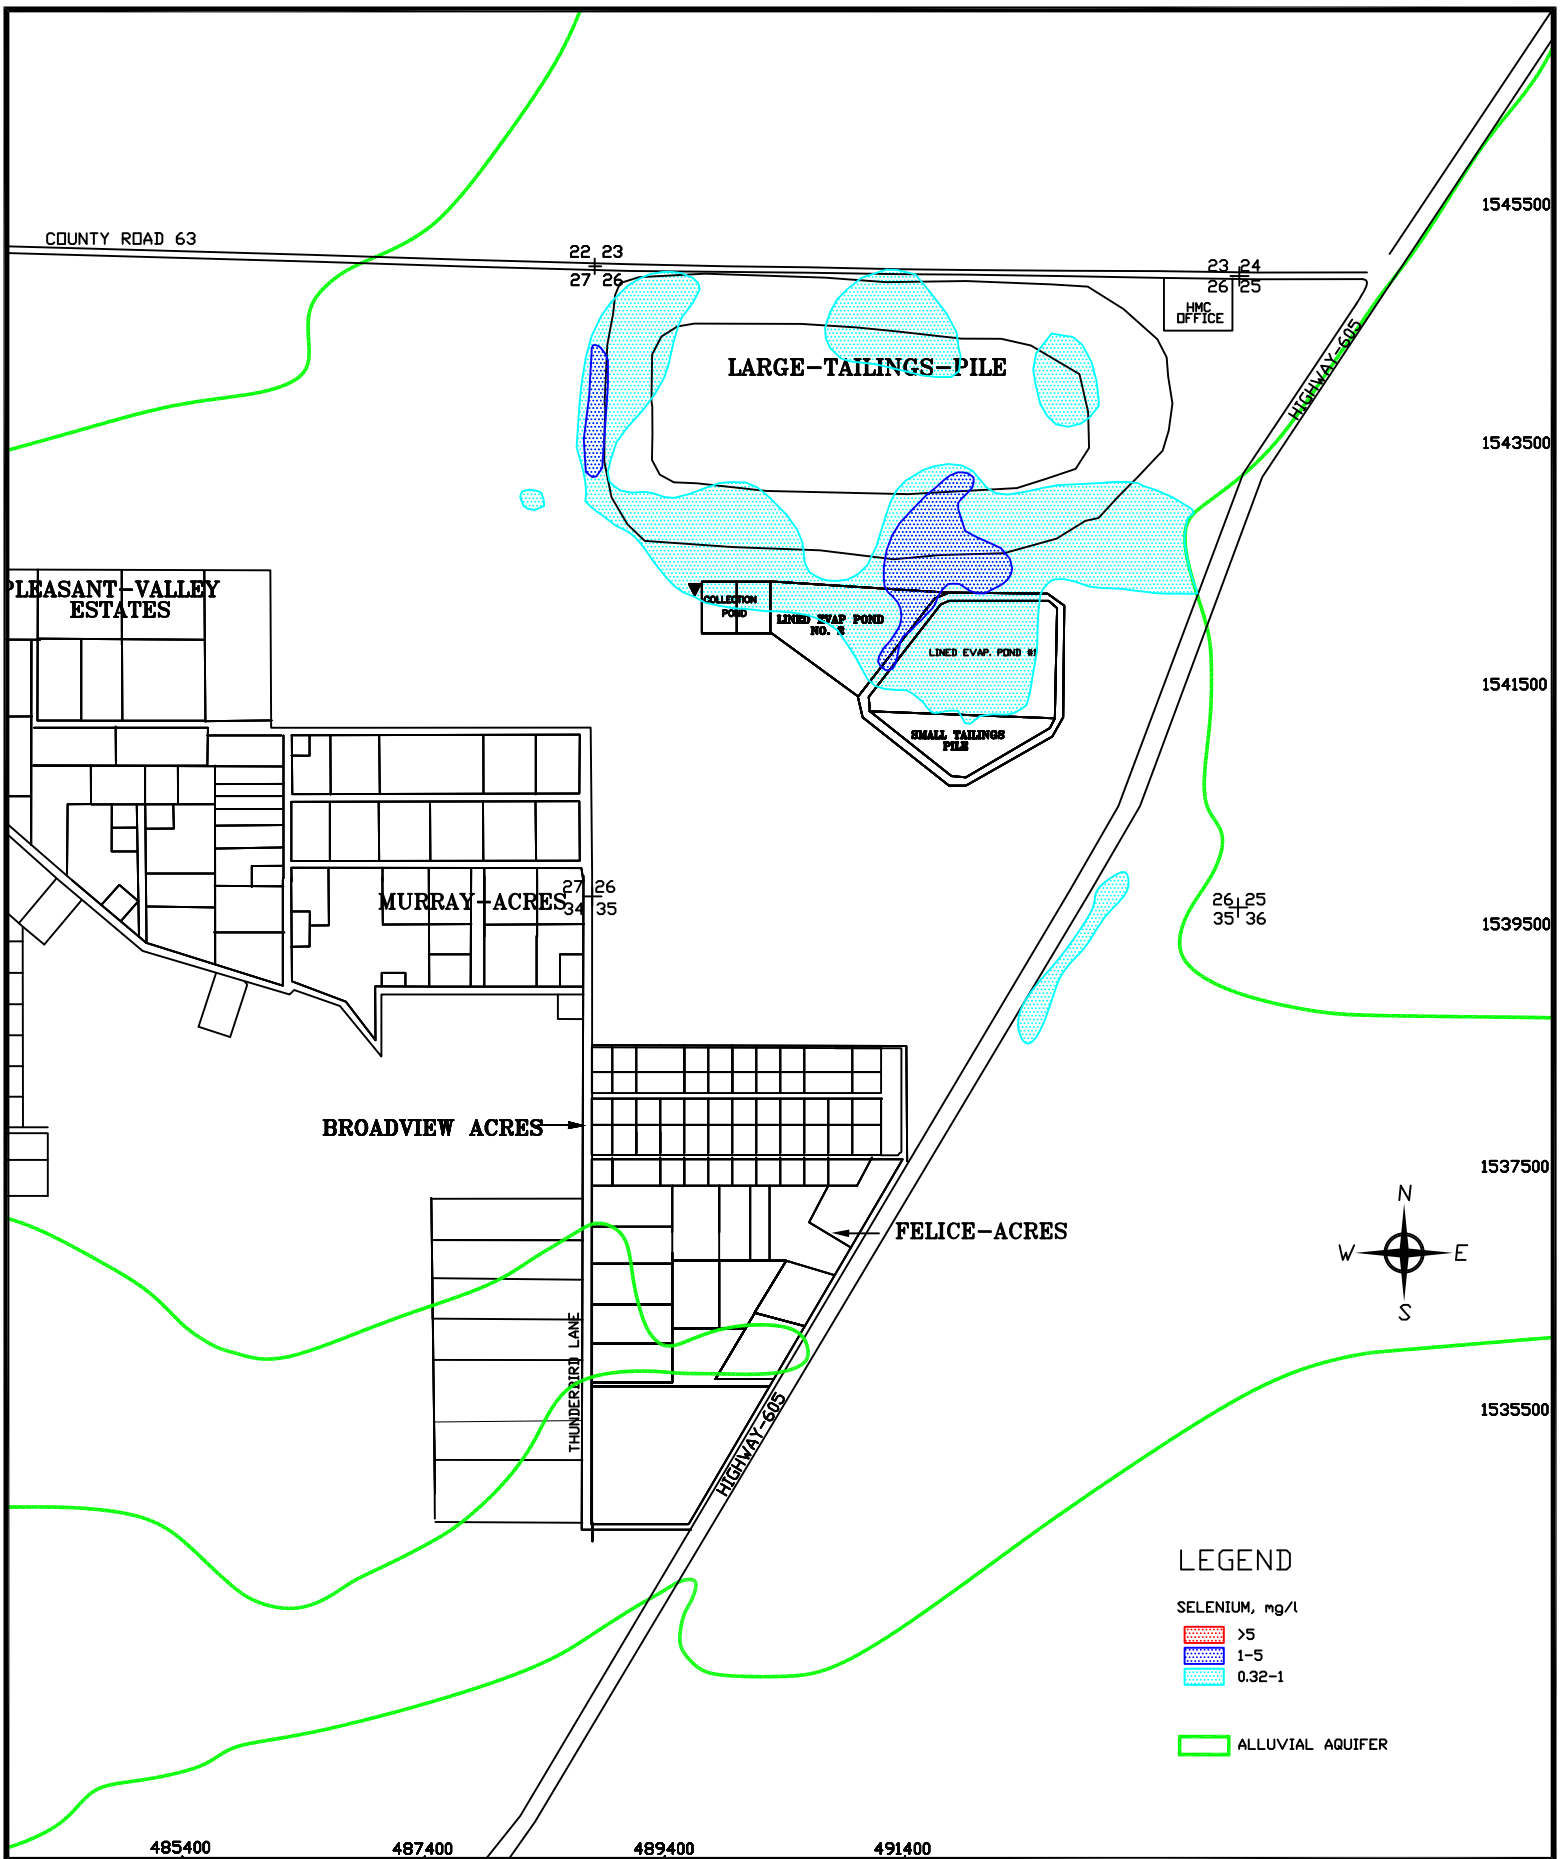 1545500
COUNTY ROAD 63
22 23
27 26
23 24
26 25
HMC
OFFICE
HIGHWAY-605
LARGE-TAILINGS-PILE
1543500
PLEASANT-VALLEY
ESTATES
COLLECTION
POND
LINED EVAP POND
NO. 2
LINED EVAP. POND #1
1541500
SMALL TAILINGS
PILE
MURRAY-ACRES
27 26
34 35
26 25
35 36
1539500
BROADVIEW ACRES
1537500
FELICE-ACRES
N
W E
S
THUNDERBIRD LANE
HIGHWAY-605
1535500
LEGEND
SELENIUM, mg/l
>5
1-5
0.32-1
ALLUVIAL AQUIFER
485400 487400 489400 491400